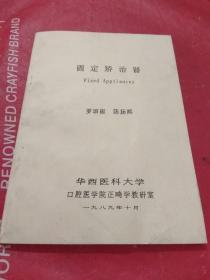 RENOWNED CRAYFISH BRAND
固定矫治器
Fixed Appliances
罗颂椒 陈扬熙
华西医科大学
口腔医学院正畸学教研室
一九八九年十月